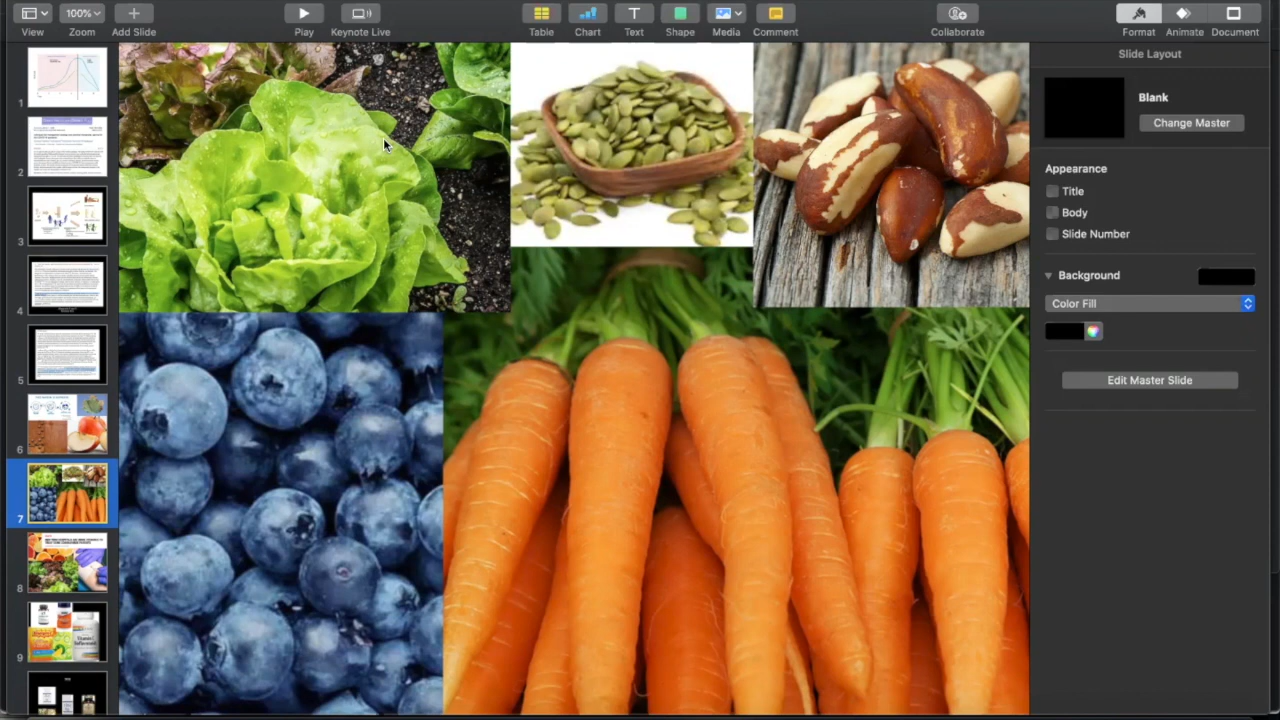 100%
View
Zoom
Add Slide
Play
Keynote Live
Table
Chart
Text
Shape
Media
Comment
Collaborate
Format
Animate
Document
Slide Layout
Blank
Change Master
Appearance
Title
Body
Slide Number
Background
Color Fill
Edit Master Slide
1
2
3
4
5
6
7
8
9